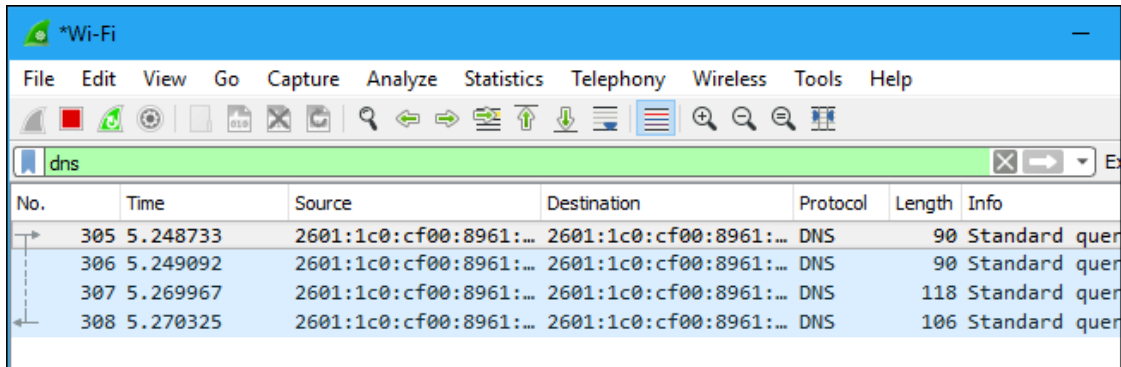 *Wi-Fi
File Edit View Go Capture Analyze Statistics Telephony Wireless Tools Help
dns
No. Time Source Destination Protocol Length Info
305 5.248733 2601:1c0:cf00:8961:… 2601:1c0:cf00:8961:… DNS 90 Standard quer
306 5.249092 2601:1c0:cf00:8961:… 2601:1c0:cf00:8961:… DNS 90 Standard quer
307 5.269967 2601:1c0:cf00:8961:… 2601:1c0:cf00:8961:… DNS 118 Standard quer
308 5.270325 2601:1c0:cf00:8961:… 2601:1c0:cf00:8961:… DNS 106 Standard quer